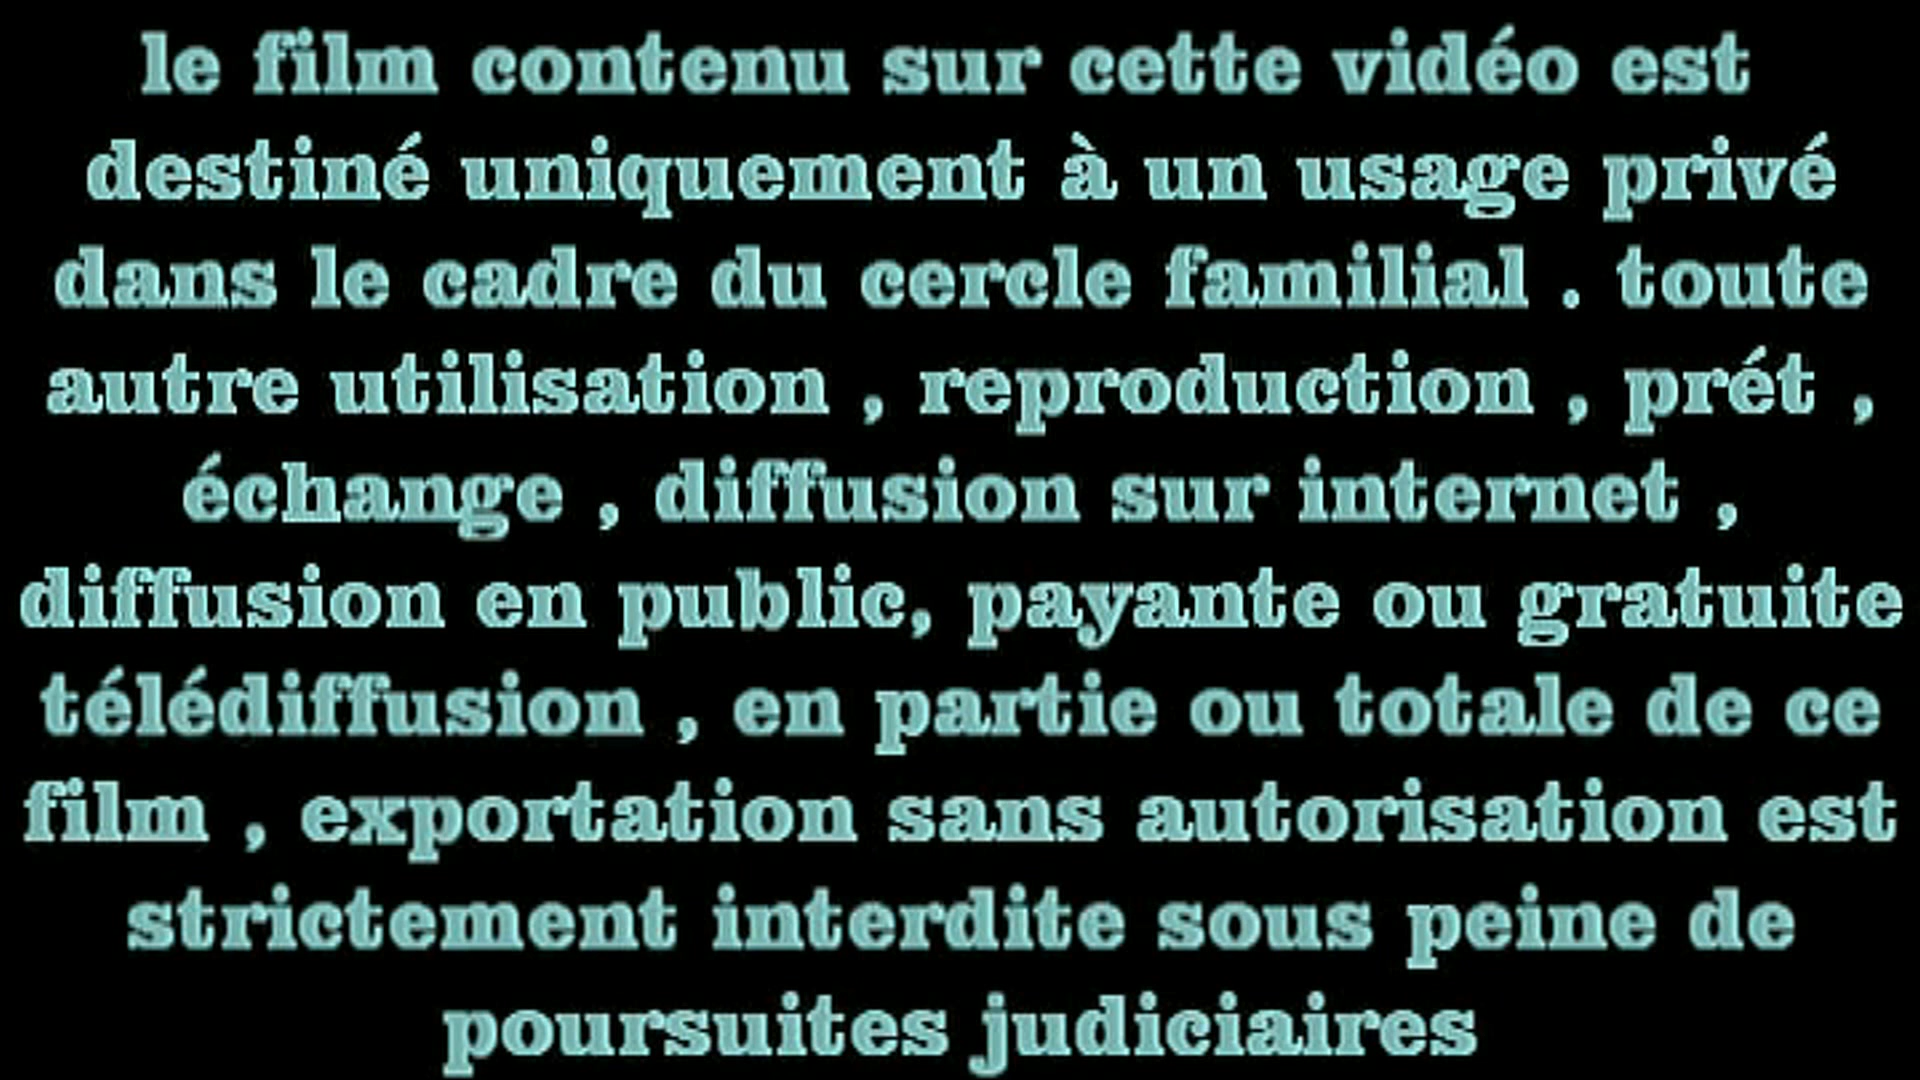 le film contenu sur cette vidéo est
destiné uniquement à un usage privé
dans le cadre du cercle familial . toute
autre utilisation , reproduction , prét ,
échange , diffusion sur internet ,
diffusion en public, payante ou gratuite
télédiffusion , en partie ou totale de ce
film , exportation sans autorisation est
strictement interdite sous peine de
poursuites judiciaires